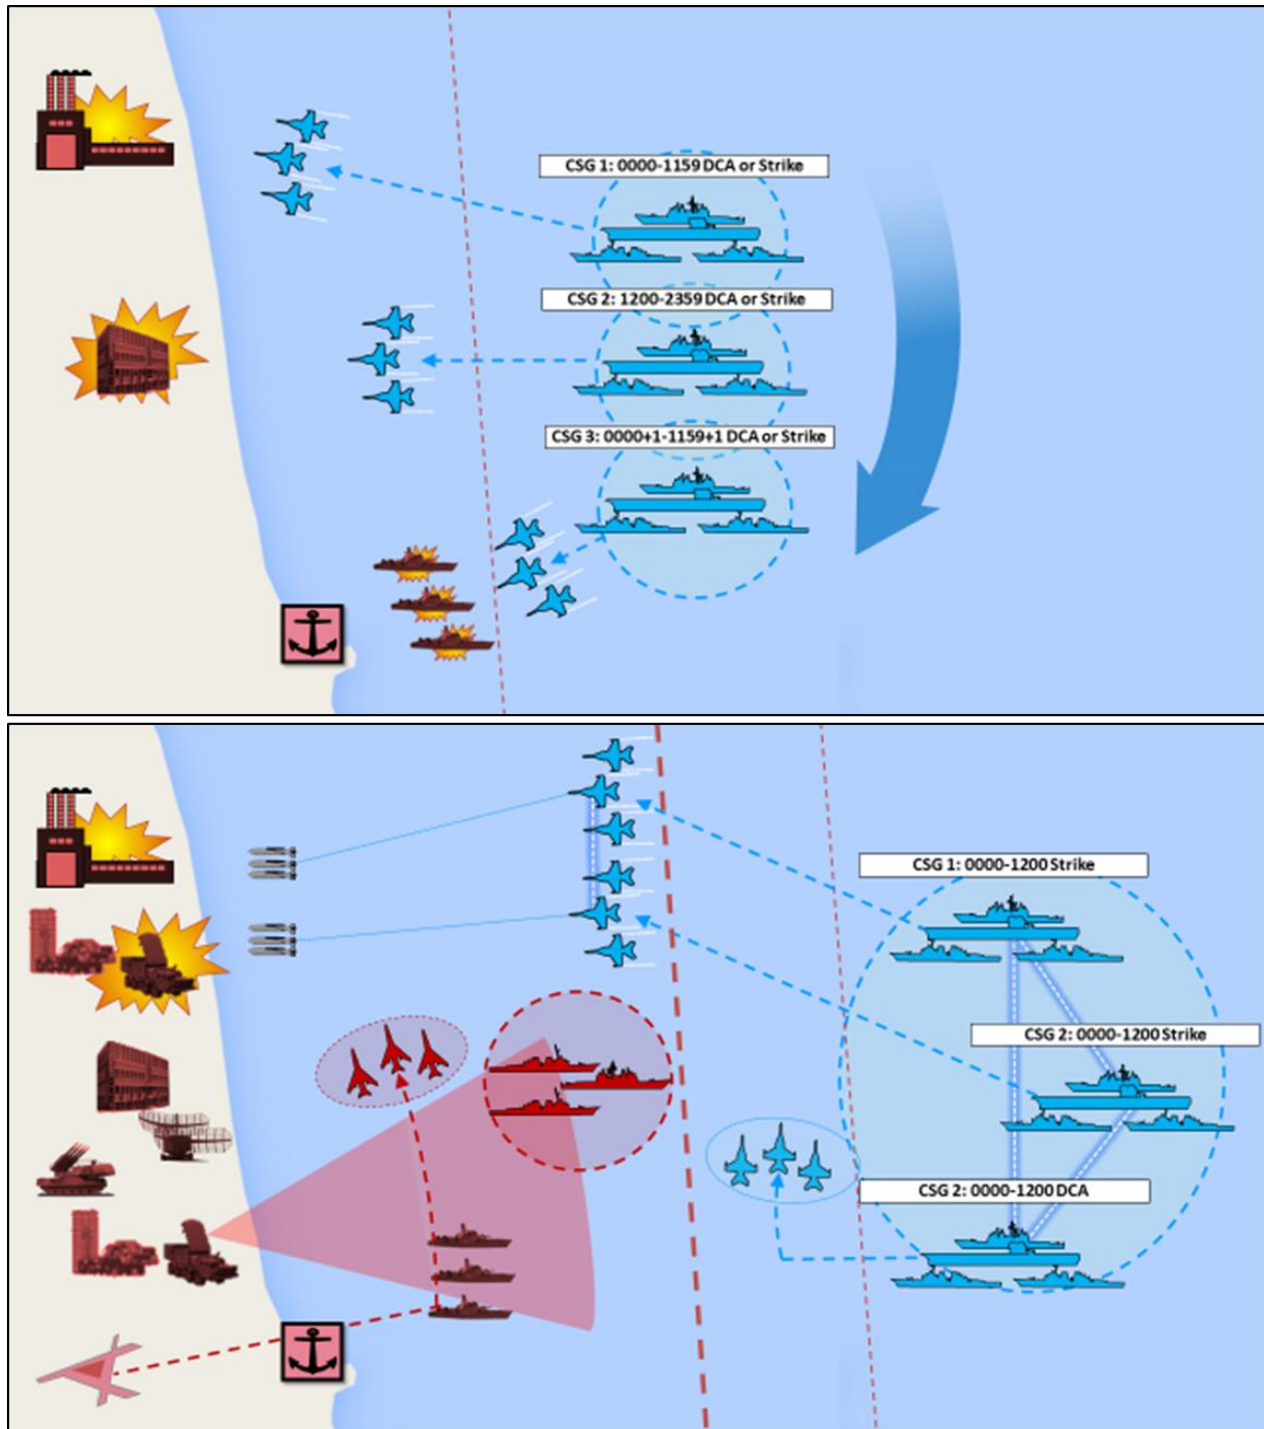 CSG 1: 0000-1159 DCA or Strike
CSG 2: 1200-2359 DCA or Strike
CSG 3: 0000+1-1159+1 DCA or Strike
CSG 1: 0000-1200 Strike
CSG 2: 0000-1200 Strike
CSG 2: 0000-1200 DCA